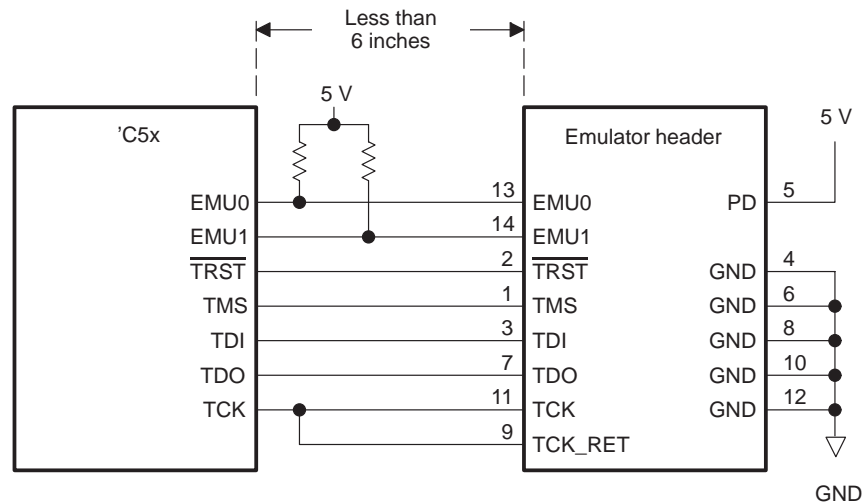 Less than
6 inches
5 V
5 V
'C5x
Emulator header
EMU0 13 EMU0 PD 5
EMU1 14 EMU1
TRST 2 TRST GND 4
TMS 1 TMS GND 6
TDI 3 TDI GND 8
TDO 7 TDO GND 10
TCK 11 TCK GND 12
9 TCK_RET
GND